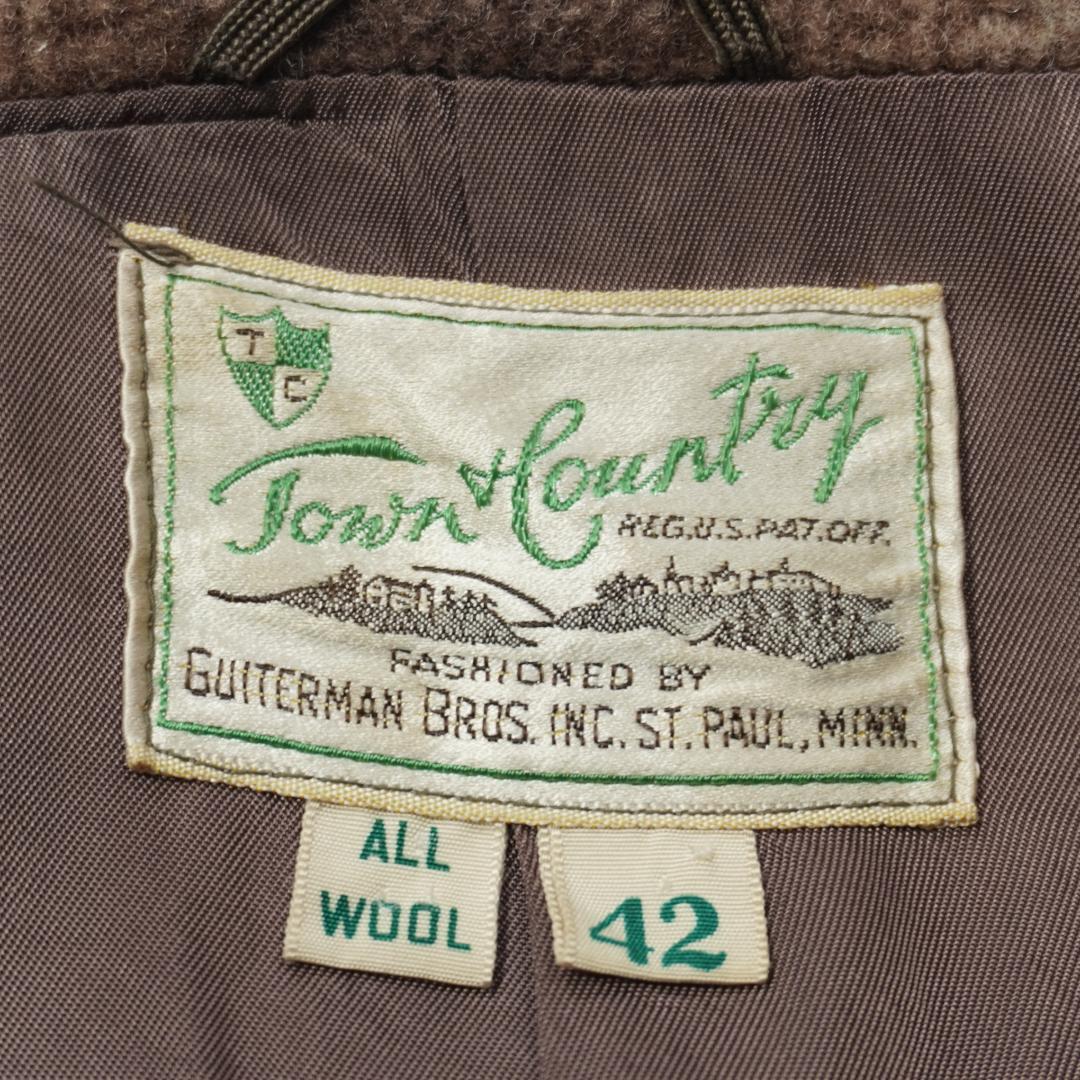 T
C
Town & Country
REG.U.S.PAT.OFF.
FASHIONED BY
GUITERMAN BROS. INC. ST. PAUL, MINN.
ALL
WOOL
42